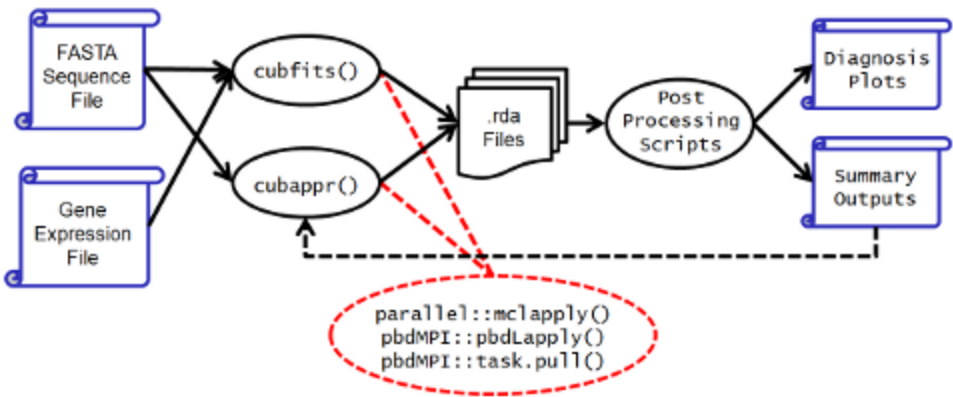 FASTA
Sequence
File
Gene
Expression
File
cubfits()
cubappr()
.rda
Files
Post
Processing
Scripts
Diagnosis
Plots
Summary
Outputs
parallel::mclapply()
pbdMPI::pbdLapply()
pbdMPI::task.pull()